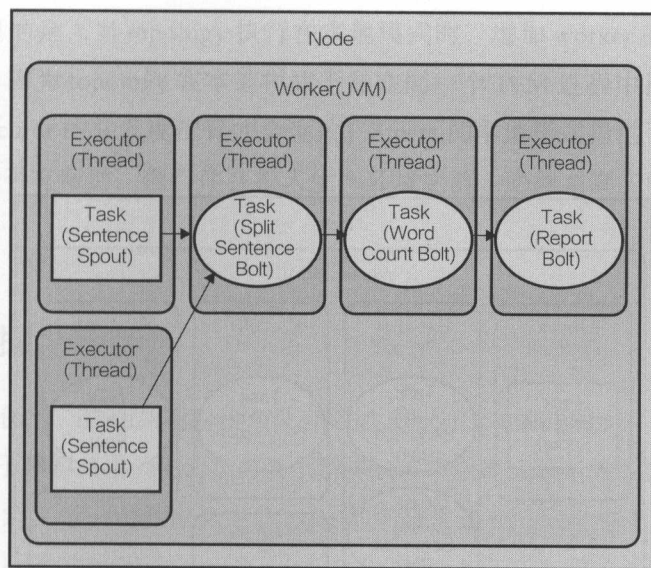 Node
Worker(JVM)
Executor
(Thread)
Task
(Sentence
Spout)
Executor
(Thread)
Task
(Split
Sentence
Bolt)
Executor
(Thread)
Task
(Word
Count Bolt)
Executor
(Thread)
Task
(Report
Bolt)
Executor
(Thread)
Task
(Sentence
Spout)